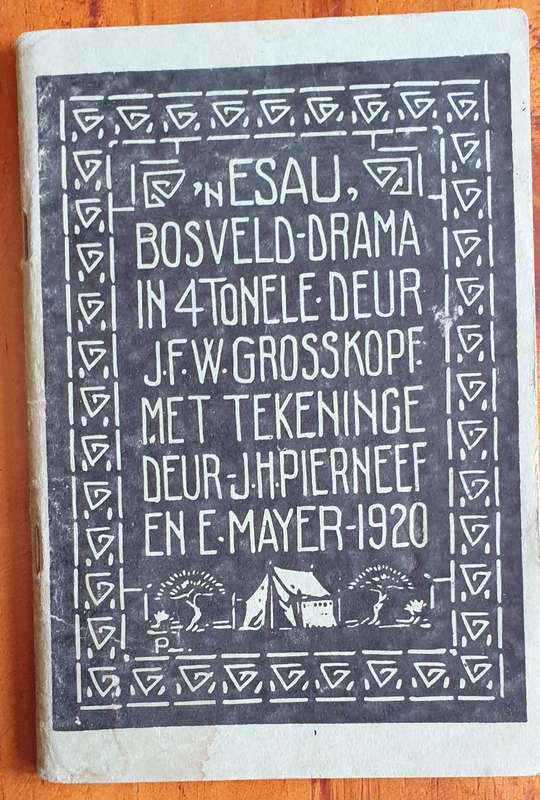 'N ESAU,
BOSVELD-DRAMA
IN 4 TONELE·DEUR
J.F.W. GROSSKOPF.
MET TEKENINGE
DEUR-J.H.PIERNEEF
EN E·MAYER-1920
P